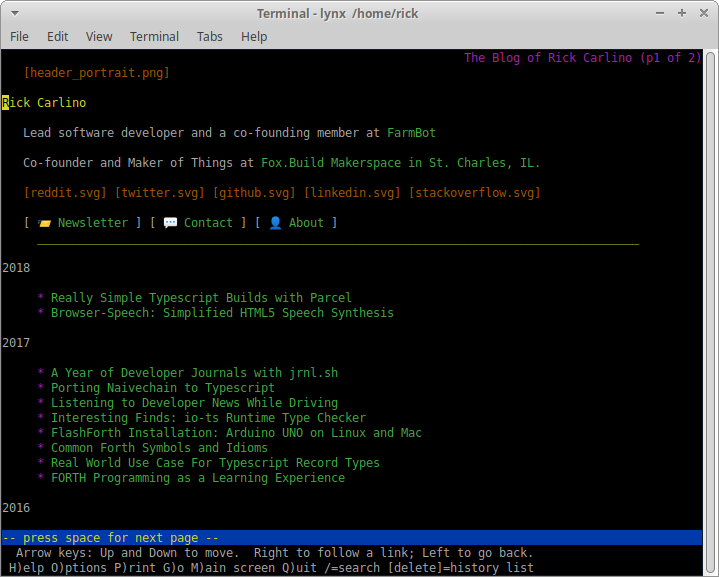 Terminal - lynx /home/rick
File Edit View Terminal Tabs Help
The Blog of Rick Carlino (p1 of 2)
[header_portrait.png]
Rick Carlino
Lead software developer and a co-founding member at FarmBot
Co-founder and Maker of Things at Fox.Build Makerspace in St. Charles, IL.
[reddit.svg] [twitter.svg] [github.svg] [linkedin.svg] [stackoverflow.svg]
[ 📨 Newsletter ] [ 💬 Contact ] [ 👤 About ]
2018
* Really Simple Typescript Builds with Parcel
* Browser-Speech: Simplified HTML5 Speech Synthesis
2017
* A Year of Developer Journals with jrnl.sh
* Porting Naivechain to Typescript
* Listening to Developer News While Driving
* Interesting Finds: io-ts Runtime Type Checker
* FlashForth Installation: Arduino UNO on Linux and Mac
* Common Forth Symbols and Idioms
* Real World Use Case For Typescript Record Types
* FORTH Programming as a Learning Experience
2016
-- press space for next page --
Arrow keys: Up and Down to move. Right to follow a link; Left to go back.
H)elp O)ptions P)rint G)o M)ain screen Q)uit /=search [delete]=history list